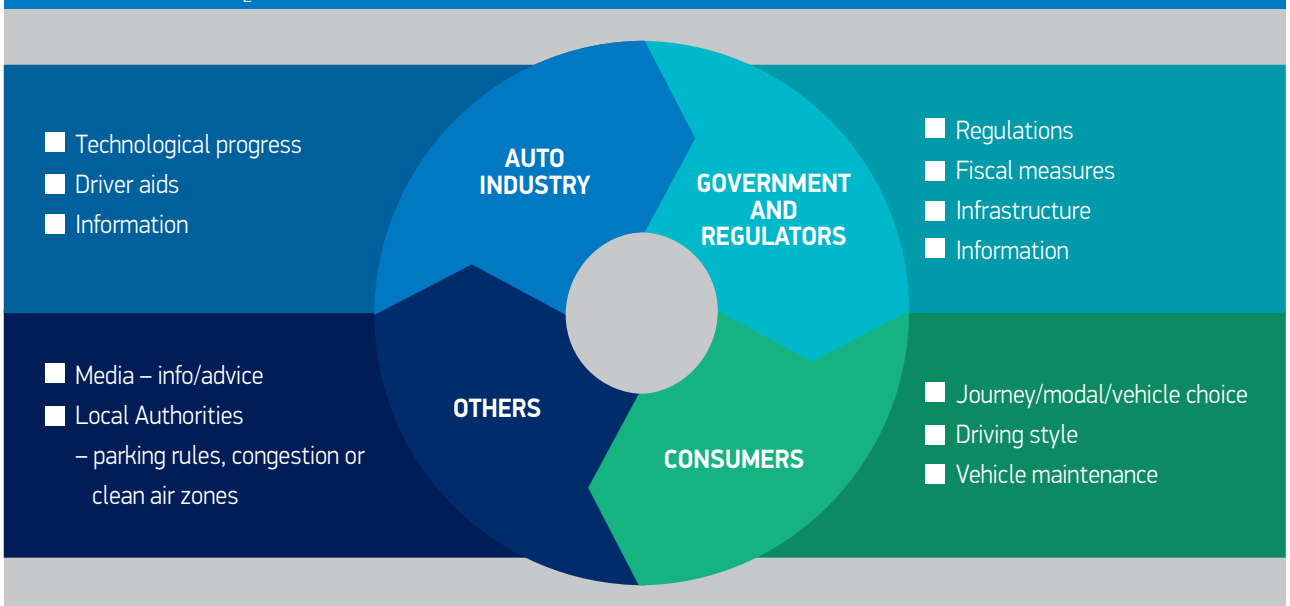 AUTO
INDUSTRY
Technological progress
Driver aids
Information
GOVERNMENT
AND
REGULATORS
Regulations
Fiscal measures
Infrastructure
Information
OTHERS
Media – info/advice
Local Authorities
– parking rules, congestion or
clean air zones
CONSUMERS
Journey/modal/vehicle choice
Driving style
Vehicle maintenance